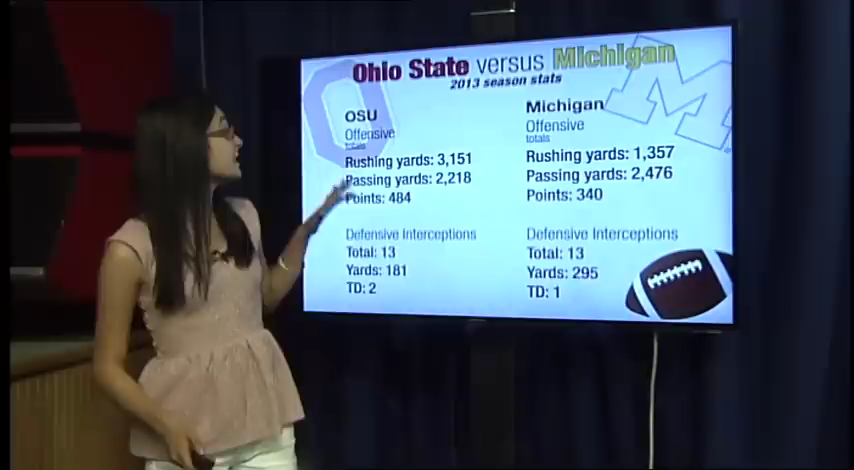 Ohio State versus Michigan
2013 season stats
OSU
Offensive
totals
Rushing yards: 3,151
Passing yards: 2,218
Points: 484
Defensive Interceptions
Total: 13
Yards: 181
TD: 2
Michigan
Offensive
totals
Rushing yards: 1,357
Passing yards: 2,476
Points: 340
Defensive Interceptions
Total: 13
Yards: 295
TD: 1